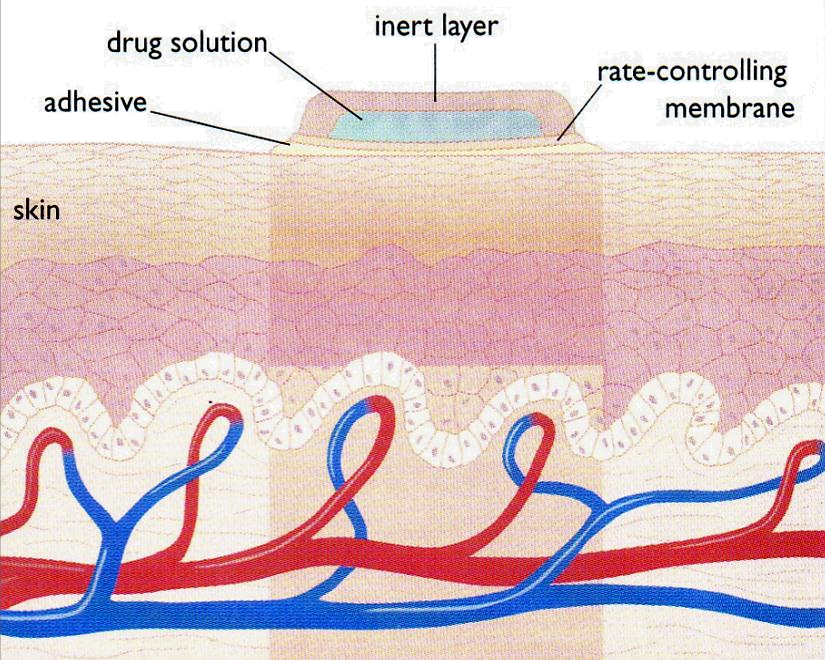 inert layer
drug solution
rate-controlling
membrane
adhesive
skin